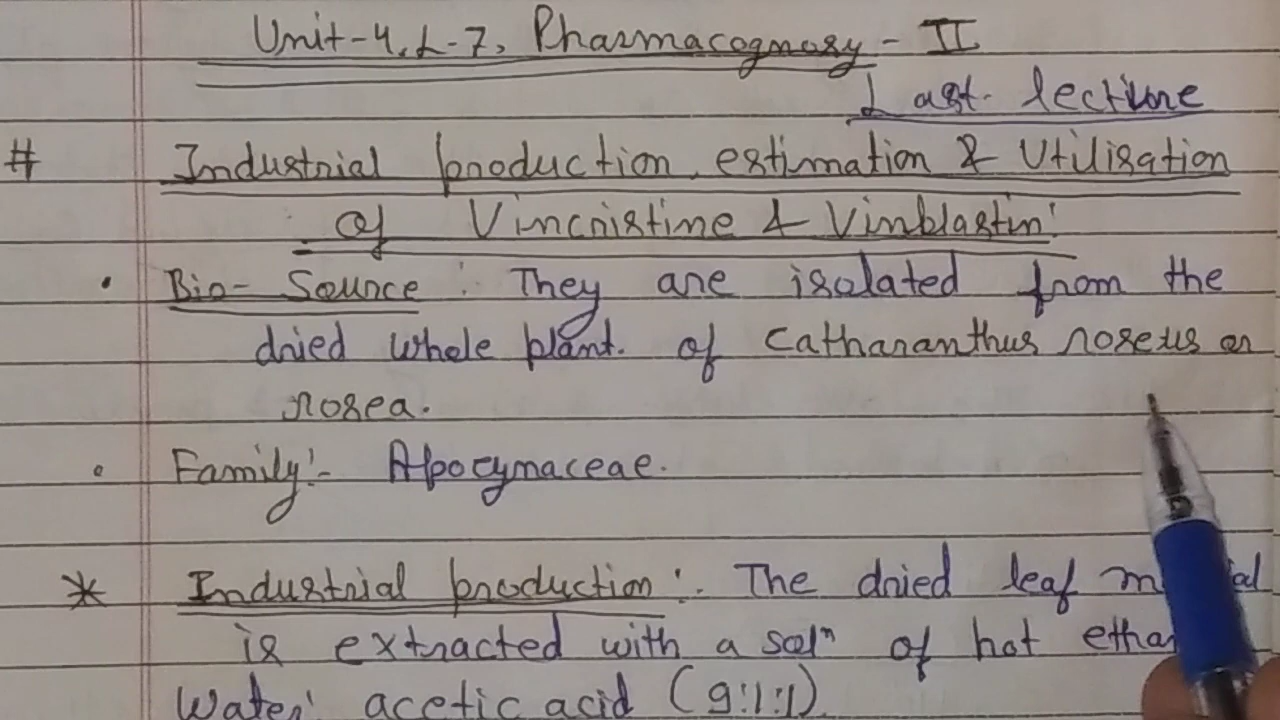 Unit-4, L-7, Pharmacognosy - II
Last lecture
# Industrial production, estimation & Utilisation
of Vincristine & Vinblastin:
• Bio-Source : They are isolated from the
dried whole plant. of Catharanthus roseus or
rosea.
• Family:- Apocynaceae.
* Industrial production:- The dried leaf
is extracted with a solⁿ of hot
Water: acetic acid (9:1:1)